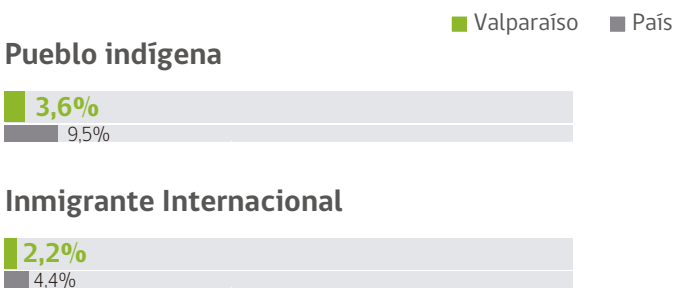 Valparaíso País
Pueblo indígena
3,6%
9,5%
Inmigrante Internacional
2,2%
4,4%